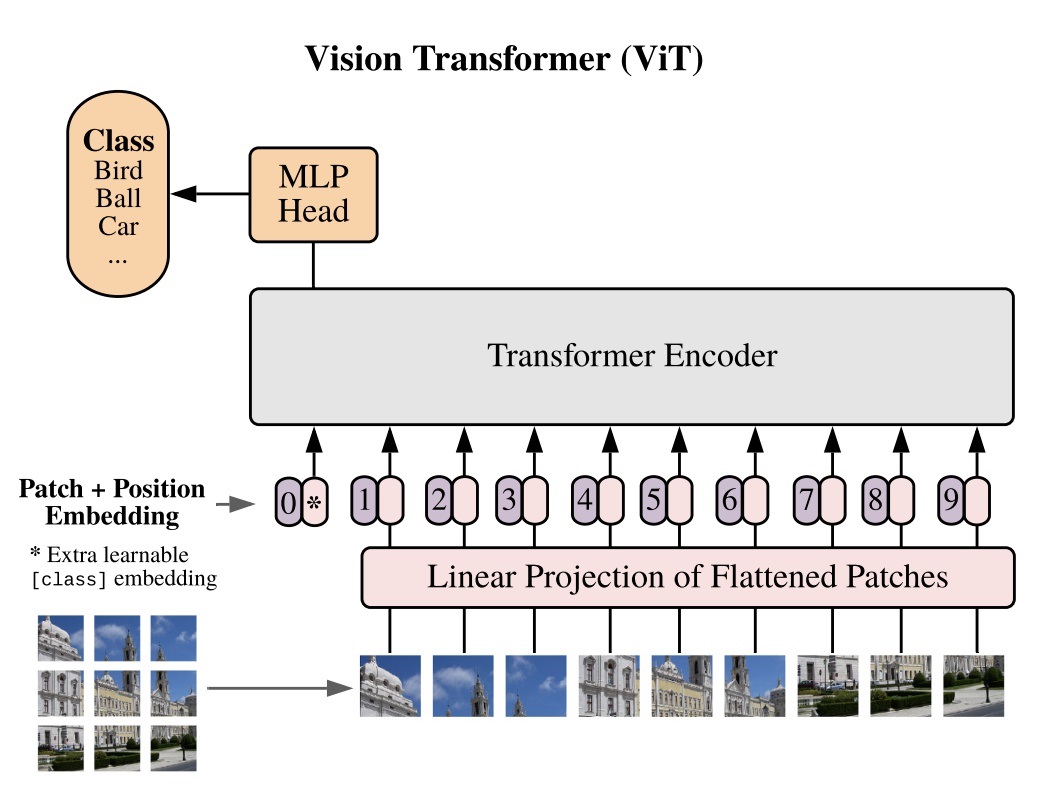 Vision Transformer (ViT)
Class
Bird
Ball
Car
...
MLP
Head
Transformer Encoder
Patch + Position
Embedding
0 * 1 2 3 4 5 6 7 8 9
* Extra learnable
[class] embedding
Linear Projection of Flattened Patches